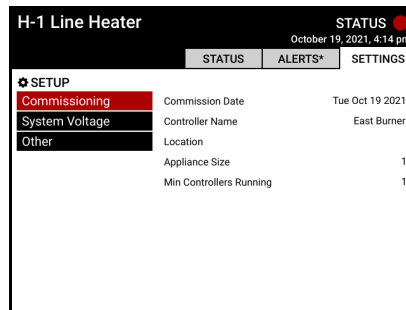 H-1 Line Heater
STATUS
October 19, 2021, 4:14 pm
STATUS
ALERTS*
SETTINGS
SETUP
Commissioning
System Voltage
Other
Commission Date Tue Oct 19 2021
Controller Name East Burner
Location
Appliance Size 1
Min Controllers Running 1